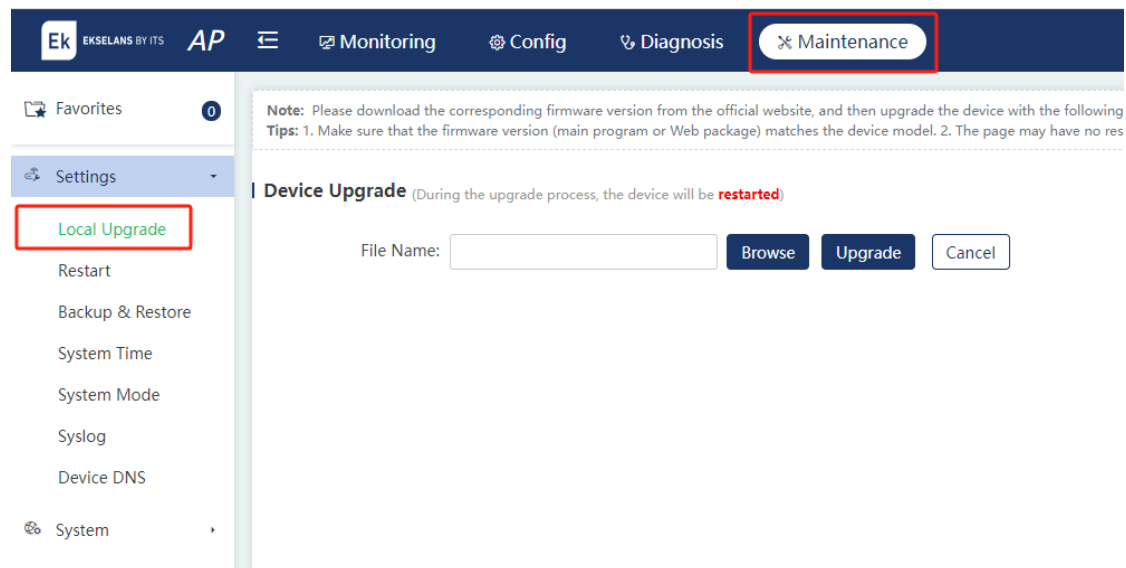 Ek EKSELANS BY ITS AP Monitoring Config Diagnosis Maintenance
Favorites 0
Note: Please download the corresponding firmware version from the official website, and then upgrade the device with the following
Tips: 1. Make sure that the firmware version (main program or Web package) matches the device model. 2. The page may have no res
Settings
Device Upgrade (During the upgrade process, the device will be restarted)
Local Upgrade
File Name: Browse Upgrade Cancel
Restart
Backup & Restore
System Time
System Mode
Syslog
Device DNS
System